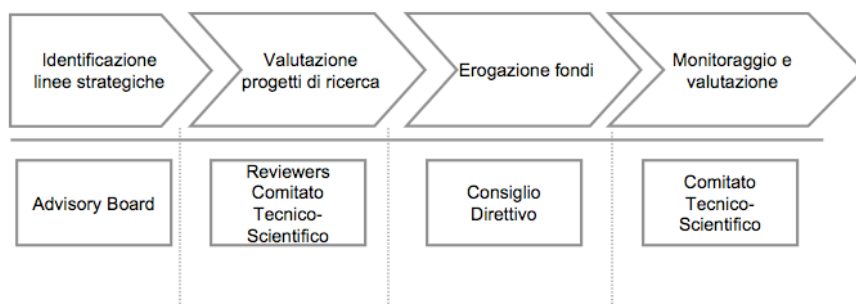 Identificazione
linee strategiche
Valutazione
progetti di ricerca
Erogazione fondi
Monitoraggio e
valutazione
Advisory Board
Reviewers
Comitato
Tecnico-
Scientifico
Consiglio
Direttivo
Comitato
Tecnico-
Scientifico